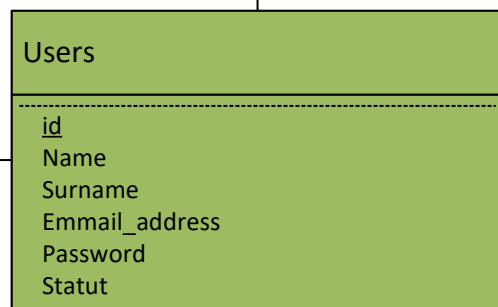 Users
id
Name
Surname
Emmail_address
Password
Statut